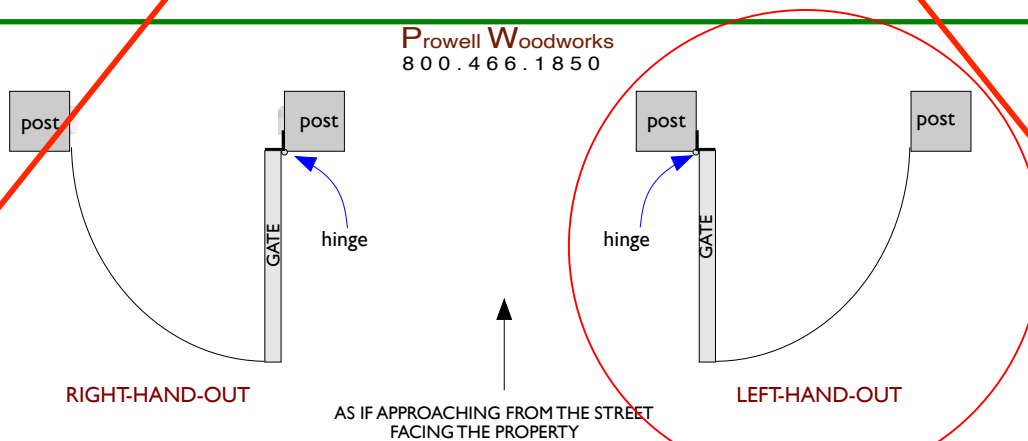 Prowell Woodworks
800.466.1850
post
post
post
post
hinge
hinge
GATE
GATE
RIGHT-HAND-OUT
LEFT-HAND-OUT
AS IF APPROACHING FROM THE STREET
FACING THE PROPERTY